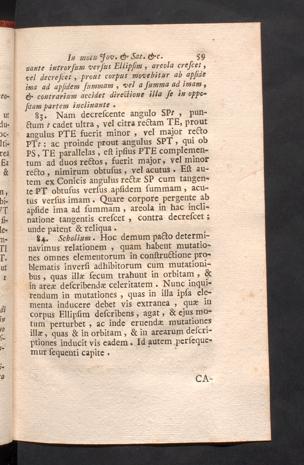 In motu Jov. & Sat. &c. 59
nante introrsum versus Ellipsim, areola crescet,
vel decrescet, prout corpus movebitur ab apside
ima ad apsidem summam, vel a summa ad imam,
& contrarium accidet directione illa se in oppo-
sitam partem inclinante.
83. Nam decrescente angulo SPr, pun-
ctum t cadet ultra, vel citra rectam TE, prout
angulus PTE fuerit minor, vel major recto
PTr: ac proinde prout angulus SPT, qui ob
PS, TE parallelas, est ipsius PTE complemen-
tum ad duos rectos, fuerit major, vel minor
recto, nimirum obtusus, vel acutus. Est au-
tem ex Conicis angulus rectæ SP cum tangen-
te PT obtusus versus apsidem summam, acu-
tus versus imam. Quare corpore pergente ab
apside ima ad summam, areola in hac incli-
natione tangentis crescet, contra decrescet;
unde patent & reliqua.
84. Scholium. Hoc demum pacto determi-
navimus relationem, quam habent mutatio-
nes omnes elementorum in constructione pro-
blematis inversi adhibitorum cum mutationi-
bus, quas illæ secum trahunt in orbitam, &
in areæ describendæ celeritatem. Nunc inqui-
rendum in mutationes, quas in illa ipsa ele-
menta inducere debet vis extranea, quæ in
corpus Ellipsim describens, agat, & ejus mo-
tum perturbet, ac inde eruendæ mutationes
illæ, quas & in orbitam, & in arearum descri-
ptiones inducit vis eadem. Id autem perseque-
mur sequenti capite.
CA-